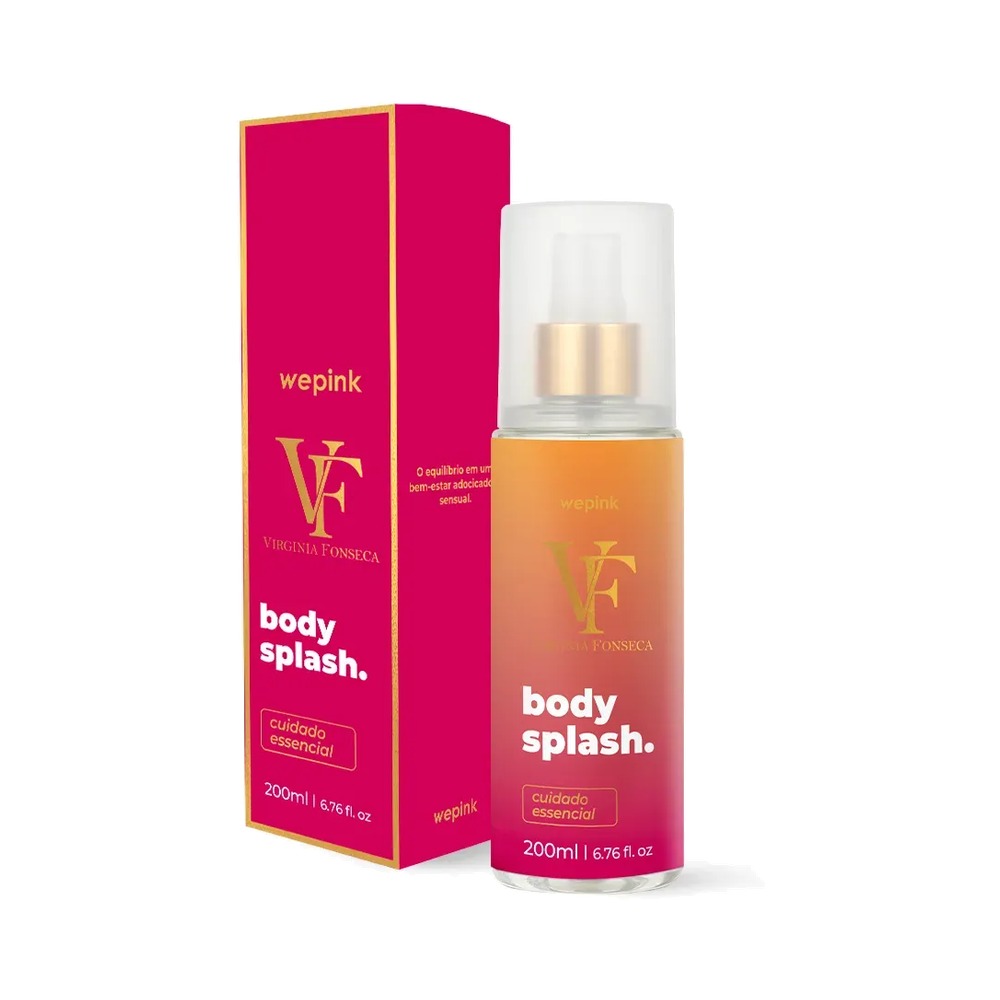 wepink
VF
VIRGINIA FONSECA
body
splash.
cuidado
essencial
200ml | 6.76 fl. oz
O equilíbrio em um
bem-estar adocicado
sensual.
wepink
wepink
VF
VIRGINIA FONSECA
body
splash.
cuidado
essencial
200ml | 6.76 fl. oz